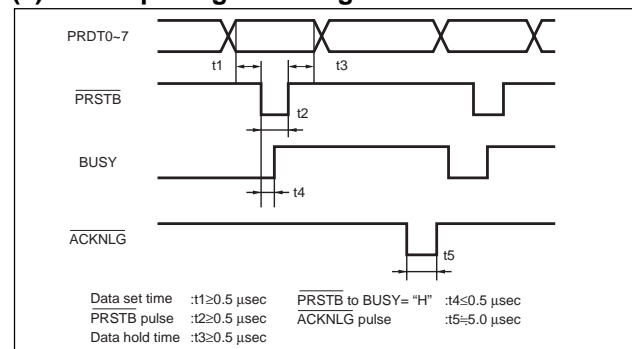 PRDT0~7
t1
t3
PRSTB
t2
BUSY
t4
ACKNLG
t5
Data set time :t1≥0.5 μsec PRSTB to BUSY= “H” :t4≤0.5 μsec
PRSTB pulse :t2≥0.5 μsec ACKNLG pulse :t5≒5.0 μsec
Data hold time :t3≥0.5 μsec